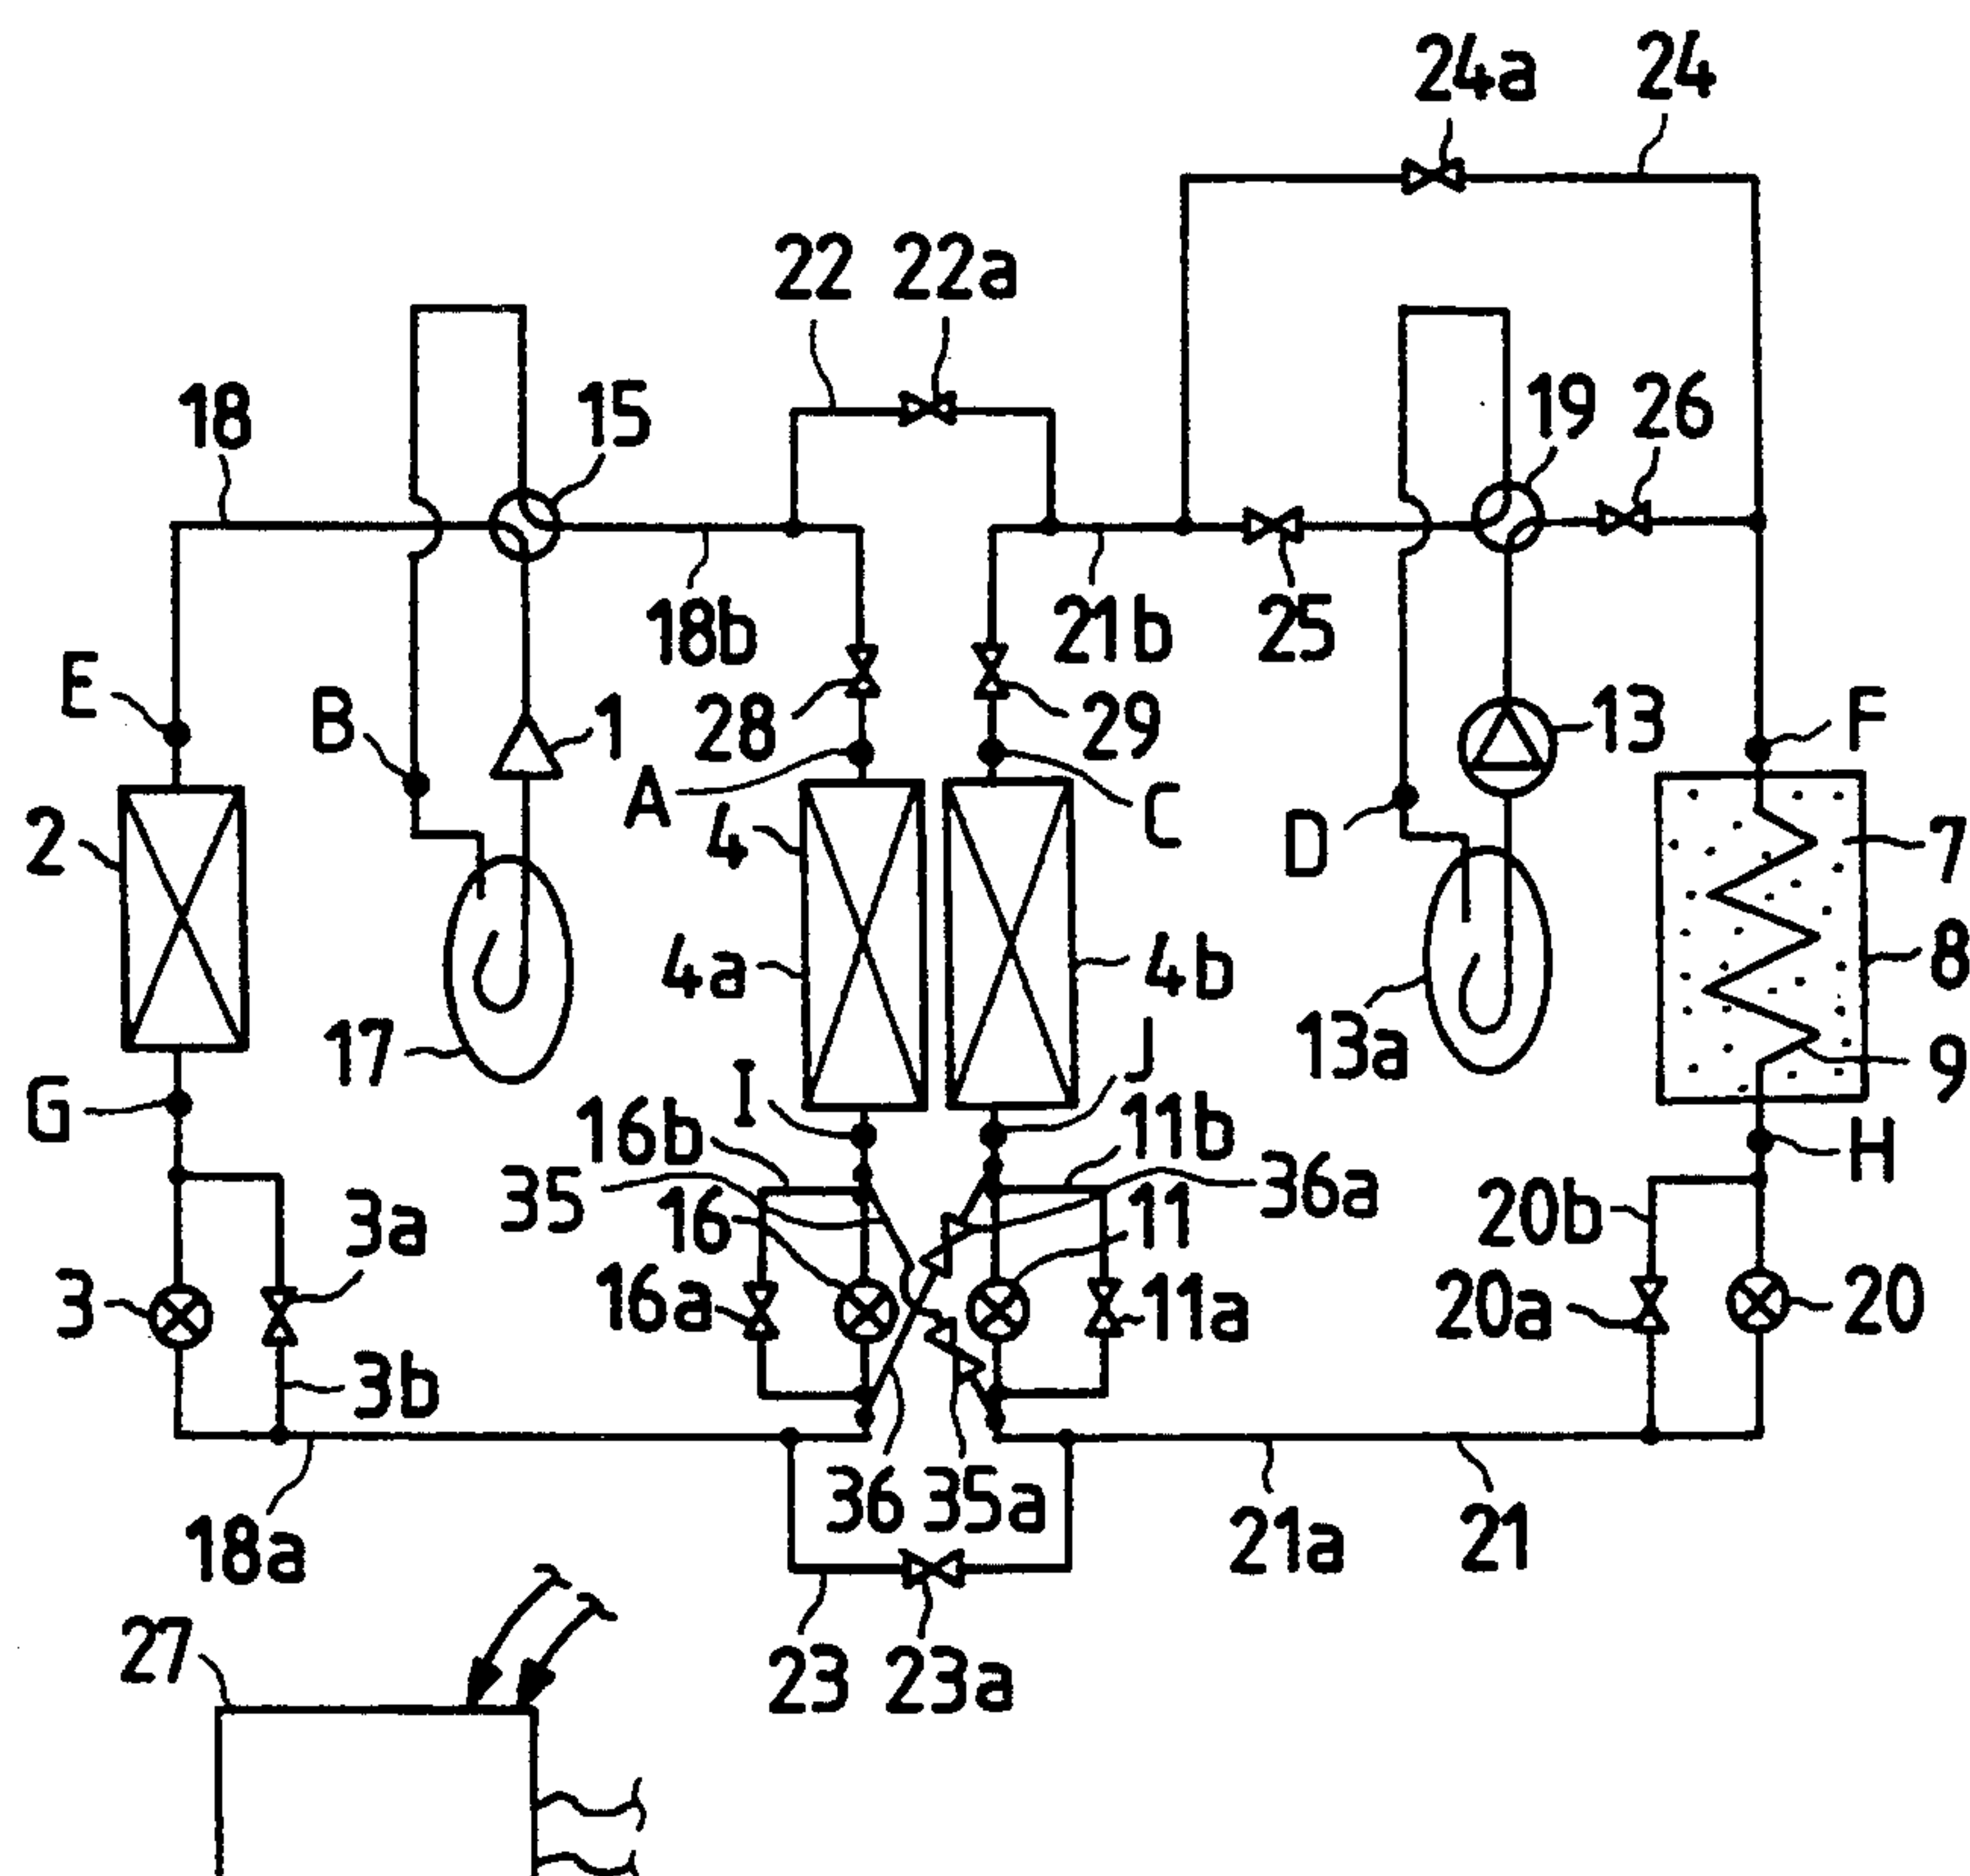 24a 24
22 22a
18 15 19 26
18b 21b 25
E B 1 28 29 13 F
A C
2 4 D 7
4a 4b 8
17 I J 13a 9
G 16b 11b H
35 16 11 36a 20b
3a
3 16a 11a 20a 20
3b
36 35a
18a 21a 21
27 23 23a